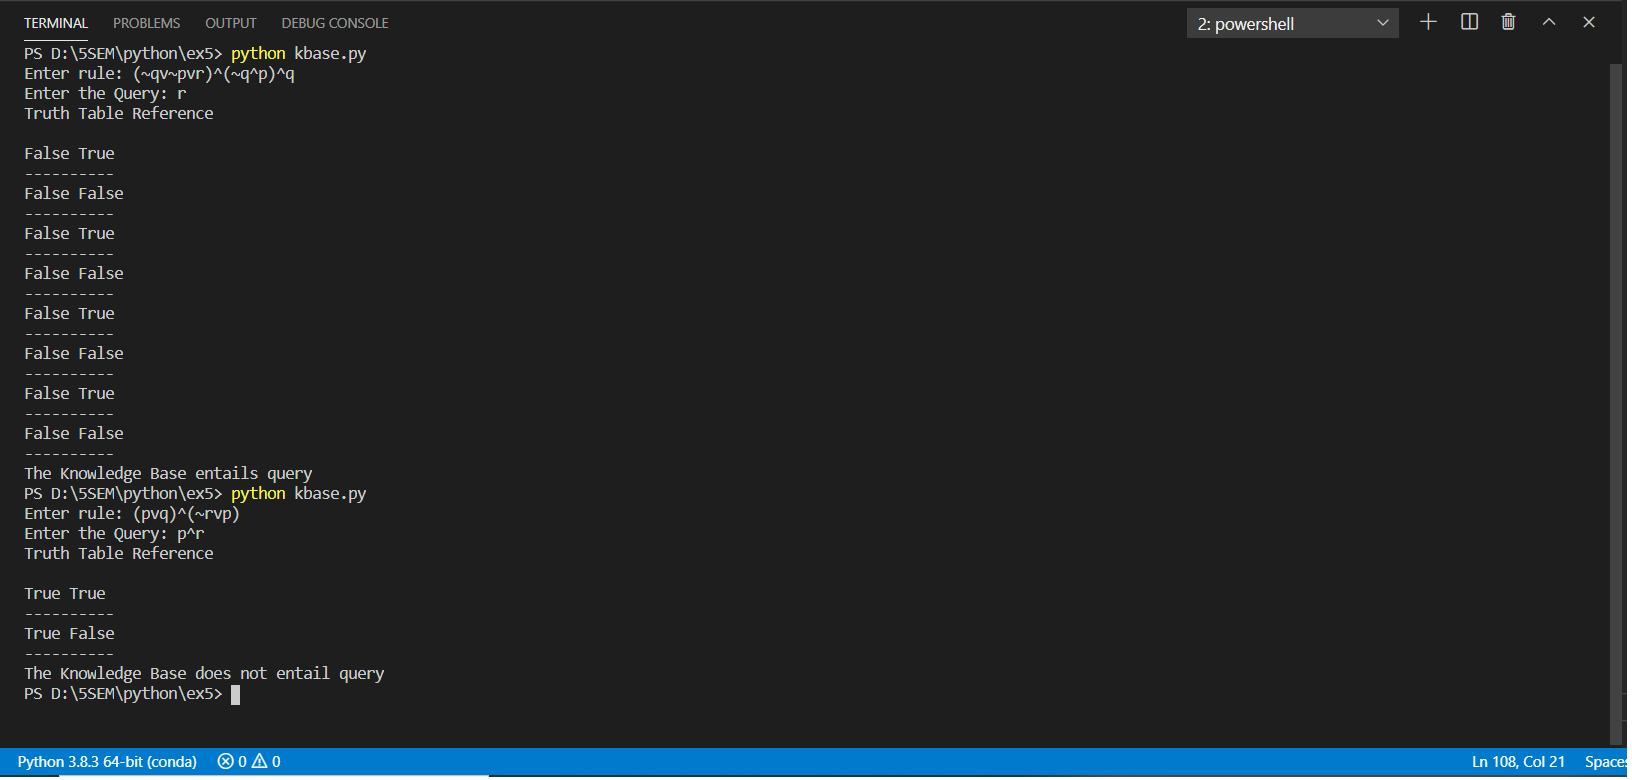 TERMINAL PROBLEMS OUTPUT DEBUG CONSOLE 2: powershell
PS D:\5SEM\python\ex5> python kbase.py
Enter rule: (~qv~pvr)^(~q^p)^q
Enter the Query: r
Truth Table Reference
False True
----------
False False
----------
False True
----------
False False
----------
False True
----------
False False
----------
False True
----------
False False
----------
The Knowledge Base entails query
PS D:\5SEM\python\ex5> python kbase.py
Enter rule: (pvq)^(~rvp)
Enter the Query: p^r
Truth Table Reference
True True
----------
True False
----------
The Knowledge Base does not entail query
PS D:\5SEM\python\ex5>
Python 3.8.3 64-bit (conda) 0 0 Ln 108, Col 21 Spaces